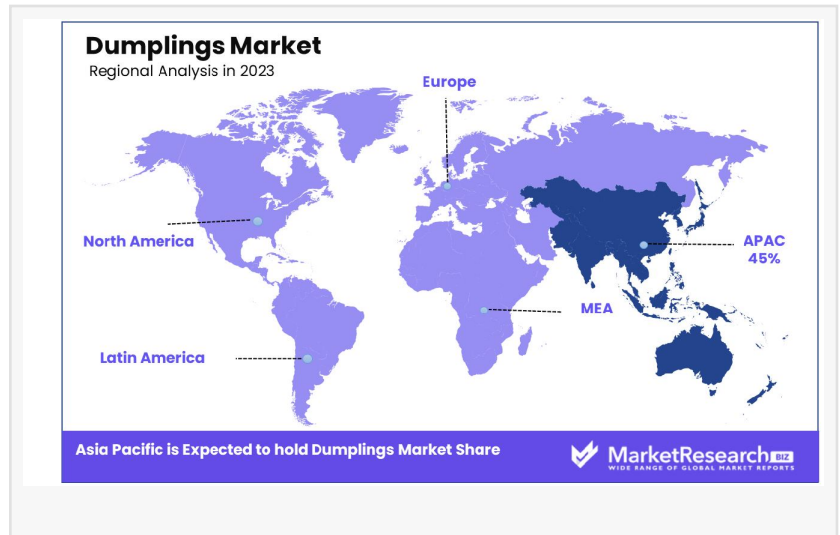 Dumplings Market
Regional Analysis in 2023
Europe
North America
APAC
45%
MEA
Latin America
Asia Pacific is Expected to hold Dumplings Market Share
MarketResearch BIZ
WIDE RANGE OF GLOBAL MARKET REPORTS